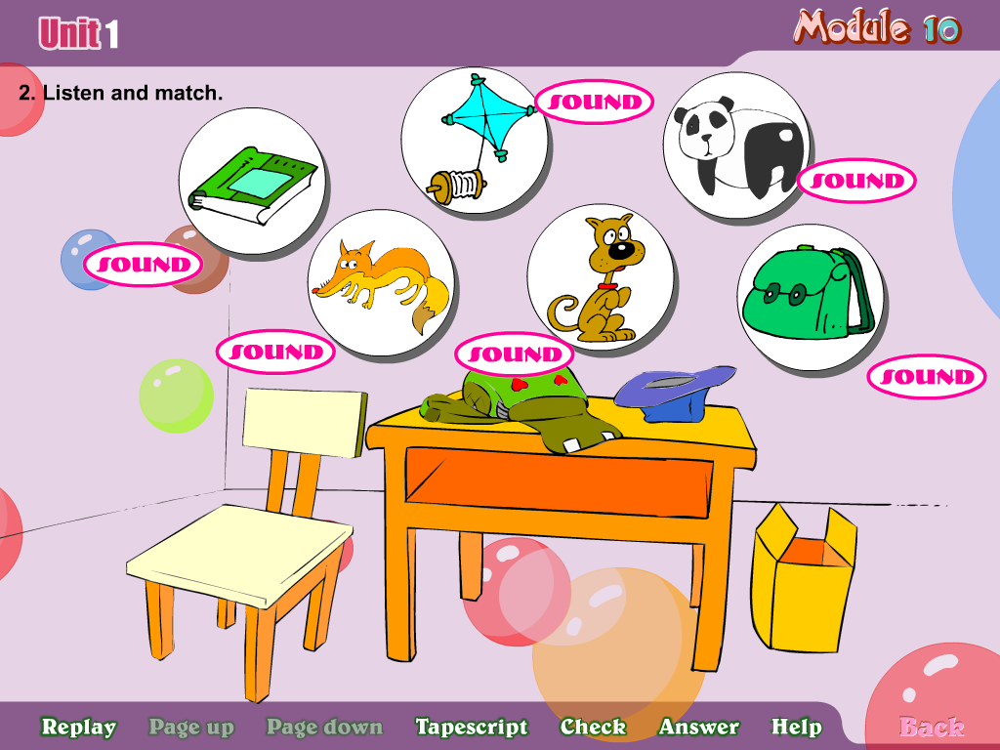 Unit 1
Module 10
2. Listen and match.
SOUND
SOUND
SOUND
SOUND
SOUND
SOUND
Replay
Page up
Page down
Tapescript
Check
Answer
Help
Back